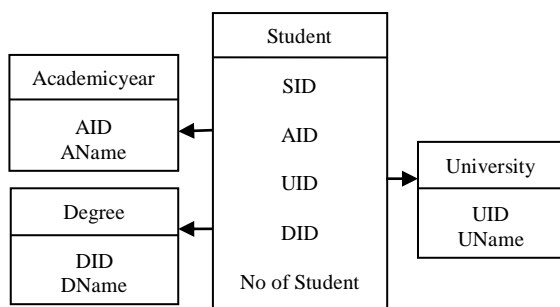 Student
SID
AID
UID
DID
No of Student
Academicyear
AID
AName
Degree
DID
DName
University
UID
UName